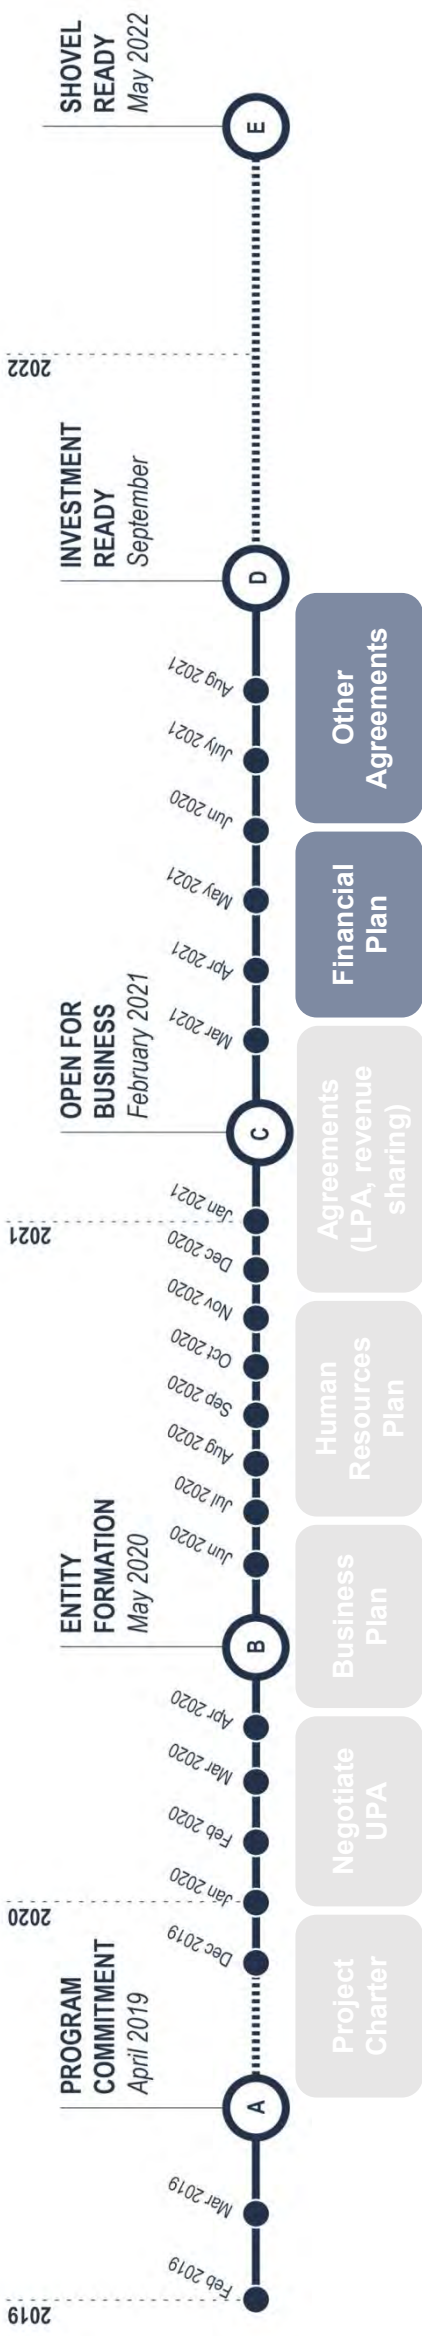 2019
2020
2021
2022
PROGRAM
COMMITMENT
April 2019
ENTITY
FORMATION
May 2020
OPEN FOR
BUSINESS
February 2021
INVESTMENT
READY
September
SHOVEL
READY
May 2022
Feb 2019
Mar 2019
A
Dec 2019
Jan 2020
Feb 2020
Mar 2020
Apr 2020
B
Jun 2020
Jul 2020
Aug 2020
Sep 2020
Oct 2020
Nov 2020
Dec 2020
Jan 2021
C
Mar 2021
Apr 2021
May 2021
Jun 2020
July 2021
Aug 2021
D
E
Project
Charter
Negotiate
UPA
Business
Plan
Human
Resources
Plan
Agreements
(LPA, revenue
sharing)
Financial
Plan
Other
Agreements